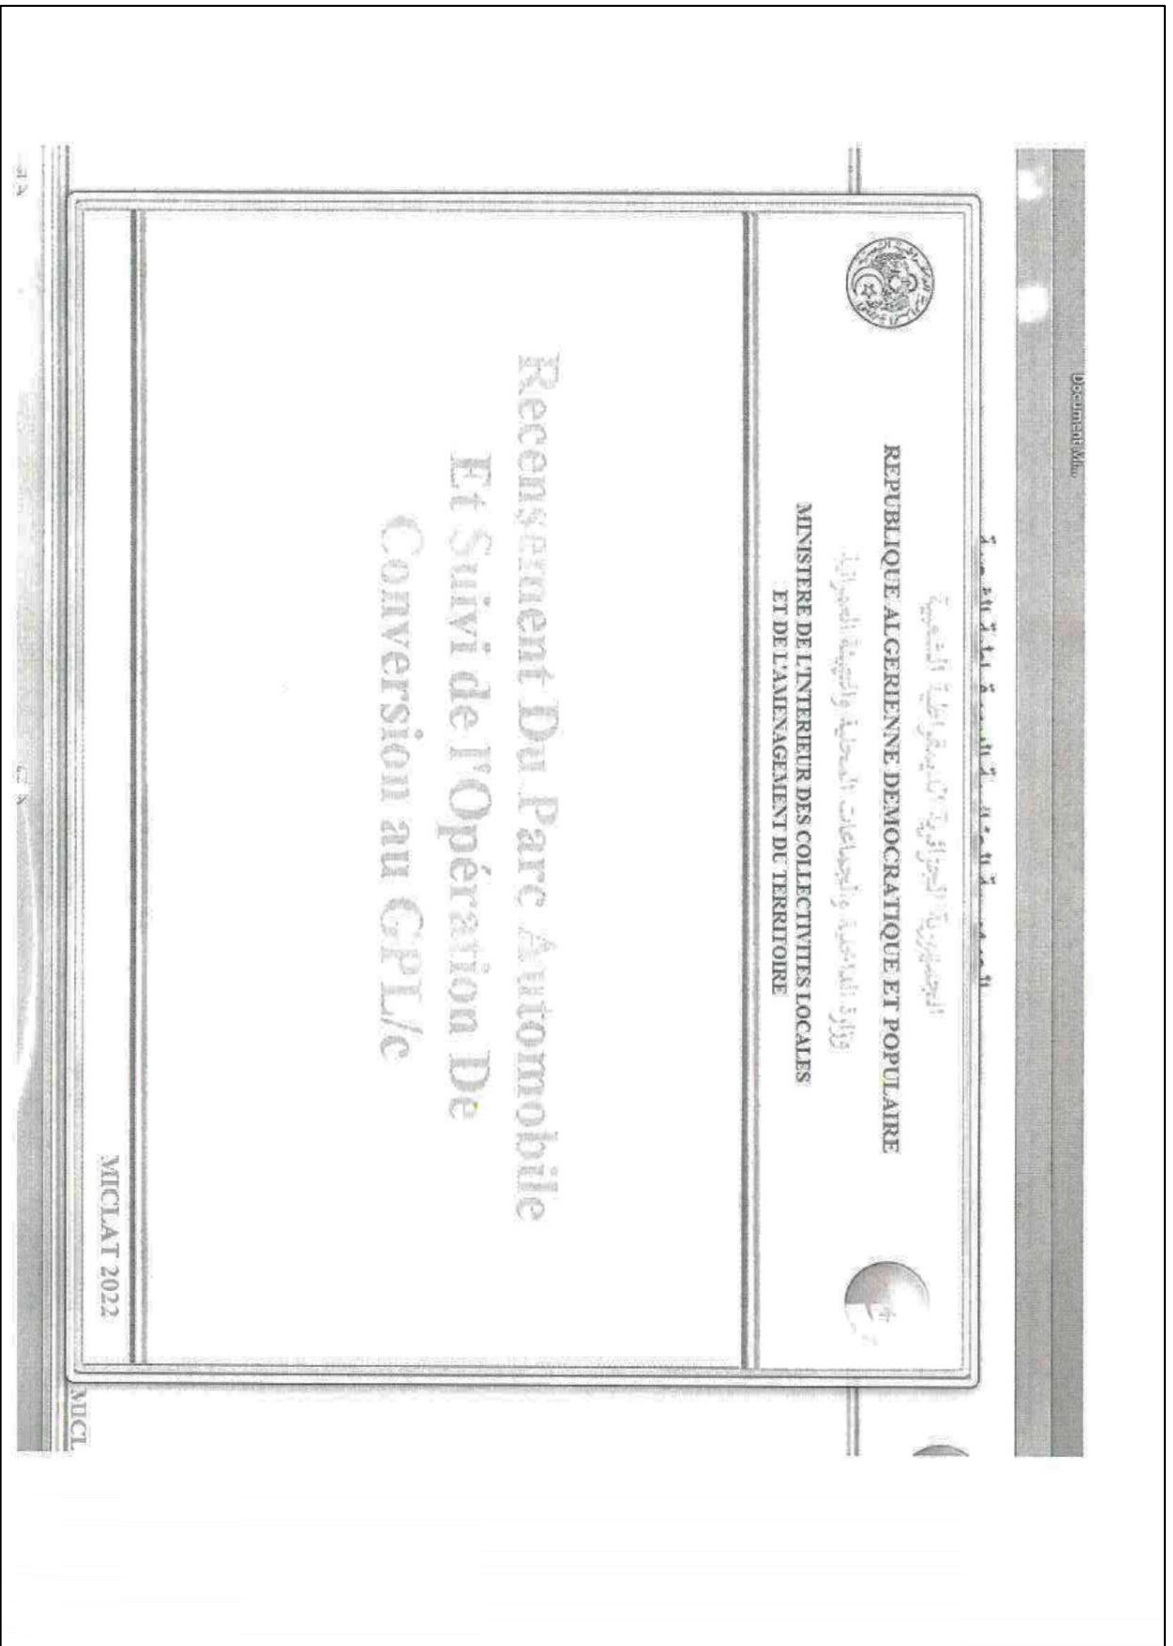 Document Mi...
الجمهورية الجزائرية الديمقراطية الشعبية
REPUBLIQUE ALGERIENNE DEMOCRATIQUE ET POPULAIRE
وزارة الداخلية والجماعات المحلية والتهيئة العمرانية
MINISTERE DE L'INTERIEUR DES COLLECTIVITES LOCALES
ET DE L'AMENAGEMENT DU TERRITOIRE
Recensement Du Parc Automobile
Et Suivi de l'Opération De
Conversion au GPL/c
MICLAT 2022
MICL